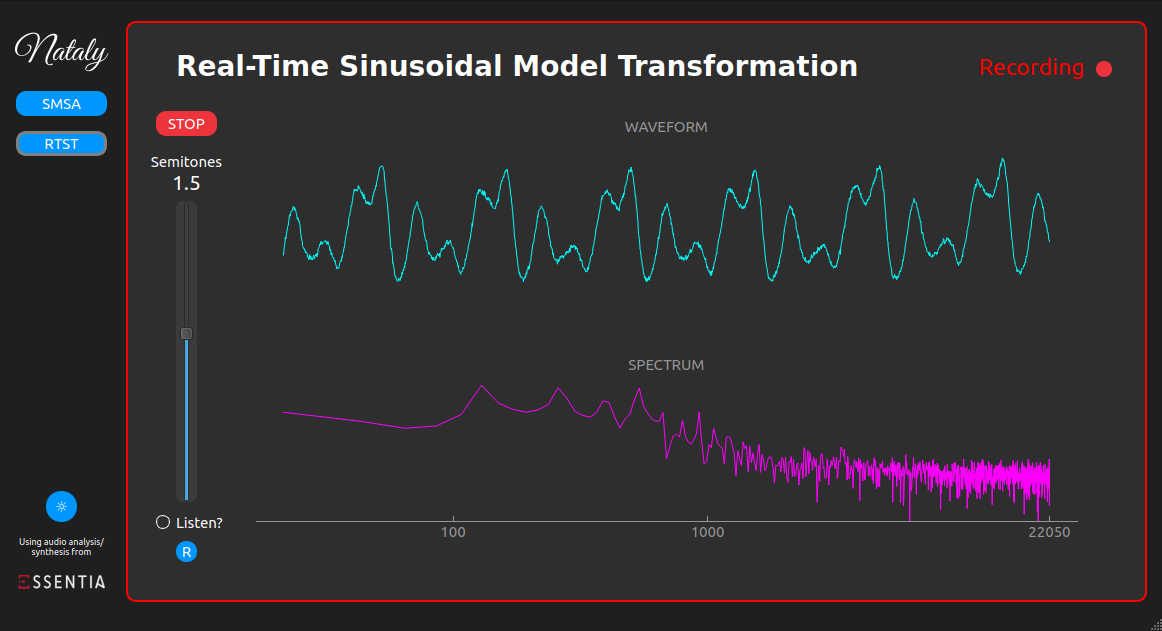 Nataly
SMSA
RTST
Using audio analysis/
synthesis from
ESSENTIA
Real-Time Sinusoidal Model Transformation
Recording
STOP
Semitones
1.5
Listen?
R
WAVEFORM
SPECTRUM
100 1000 22050